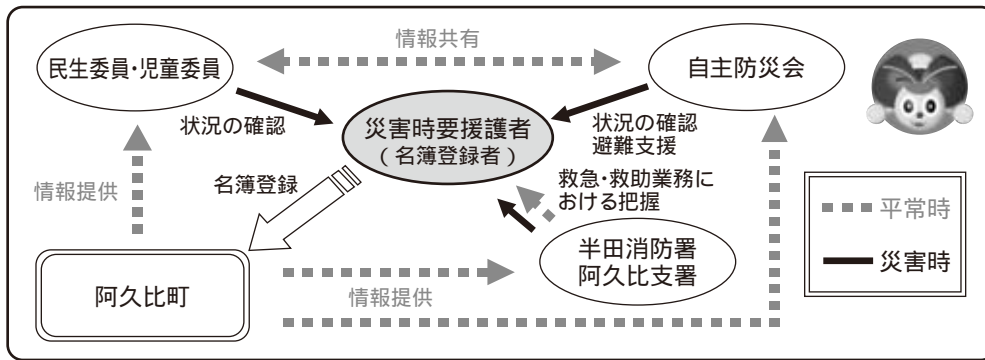 情報共有
民生委員・児童委員
自主防災会
状況の確認
災害時要援護者
（名簿登録者）
状況の確認
避難支援
情報提供
名簿登録
救急・救助業務に
おける把握
平常時
半田消防署
阿久比支署
災害時
阿久比町
情報提供